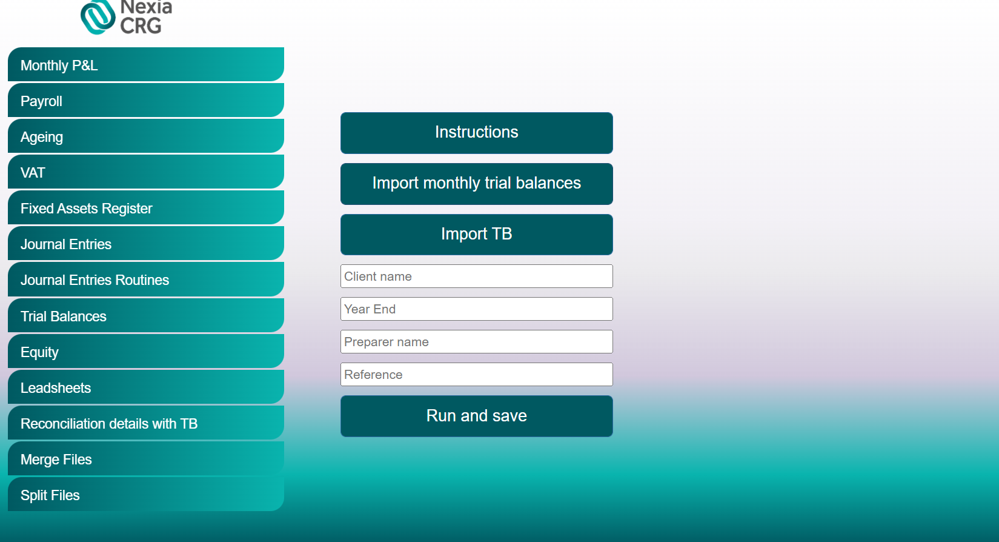 Nexia
CRG
Monthly P&L
Payroll
Ageing
VAT
Fixed Assets Register
Journal Entries
Journal Entries Routines
Trial Balances
Equity
Leadsheets
Reconciliation details with TB
Merge Files
Split Files
Instructions
Import monthly trial balances
Import TB
Client name
Year End
Preparer name
Reference
Run and save